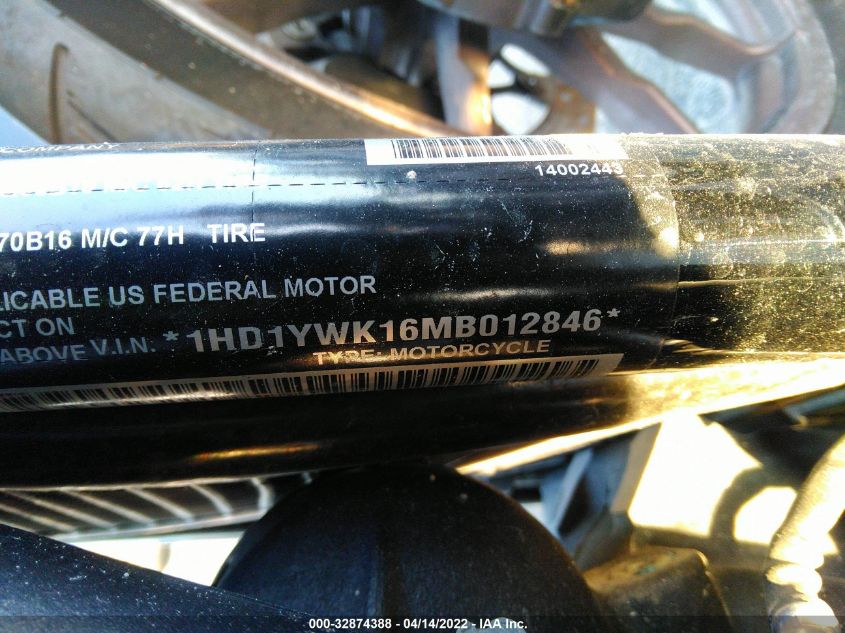 14002443
70B16 M/C 77H TIRE
LICABLE US FEDERAL MOTOR
CT ON
ABOVE V.I.N. *1HD1YWK16MB012846*
TYPE: MOTORCYCLE
000-32874388 - 04/14/2022 - IAA Inc.